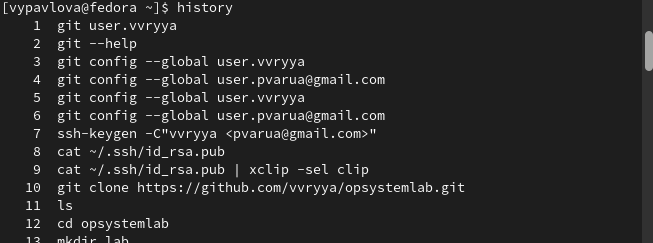 [vypavlova@fedora ~]$ history
1 git user.vvryya
2 git --help
3 git config --global user.vvryya
4 git config --global user.pvarua@gmail.com
5 git config --global user.vvryya
6 git config --global user.pvarua@gmail.com
7 ssh-keygen -C"vvryya <pvarua@gmail.com>"
8 cat ~/.ssh/id_rsa.pub
9 cat ~/.ssh/id_rsa.pub | xclip -sel clip
10 git clone https://github.com/vvryya/opsystemlab.git
11 ls
12 cd opsystemlab
13 mkdir lab